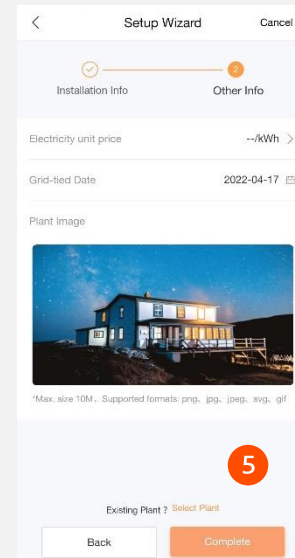 Setup Wizard Cancel
2
Installation Info Other Info
Electricity unit price --/kWh
Grid-tied Date 2022-04-17
Plant Image
*Max. size 10M，Supported formats: png、jpg、jpeg、svg、gif
5
Existing Plant ? Select Plant
Back Complete